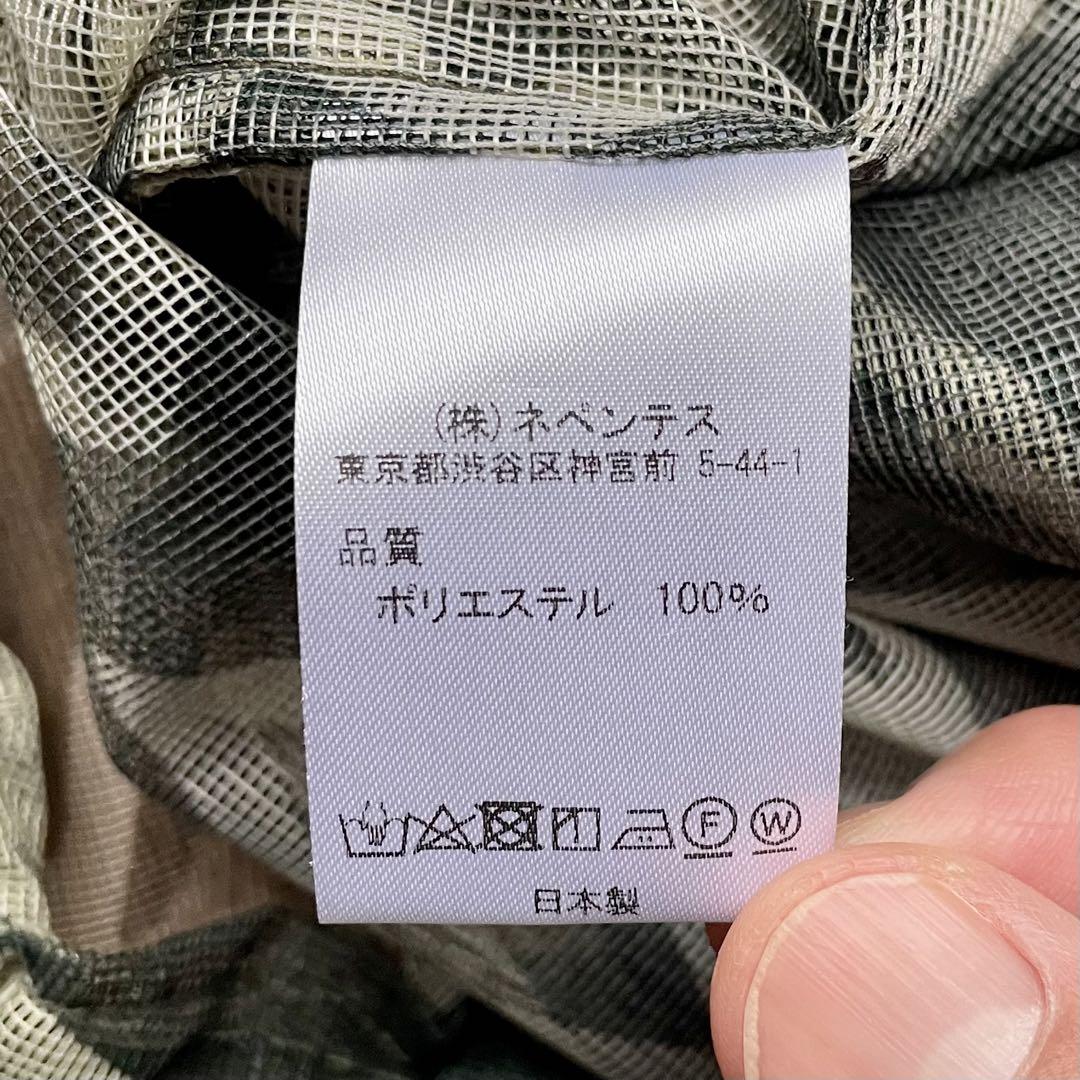 (株)ネペンテス
東京都渋谷区神宮前 5-44-1
品質
ポリエステル 100%
F W
日本製